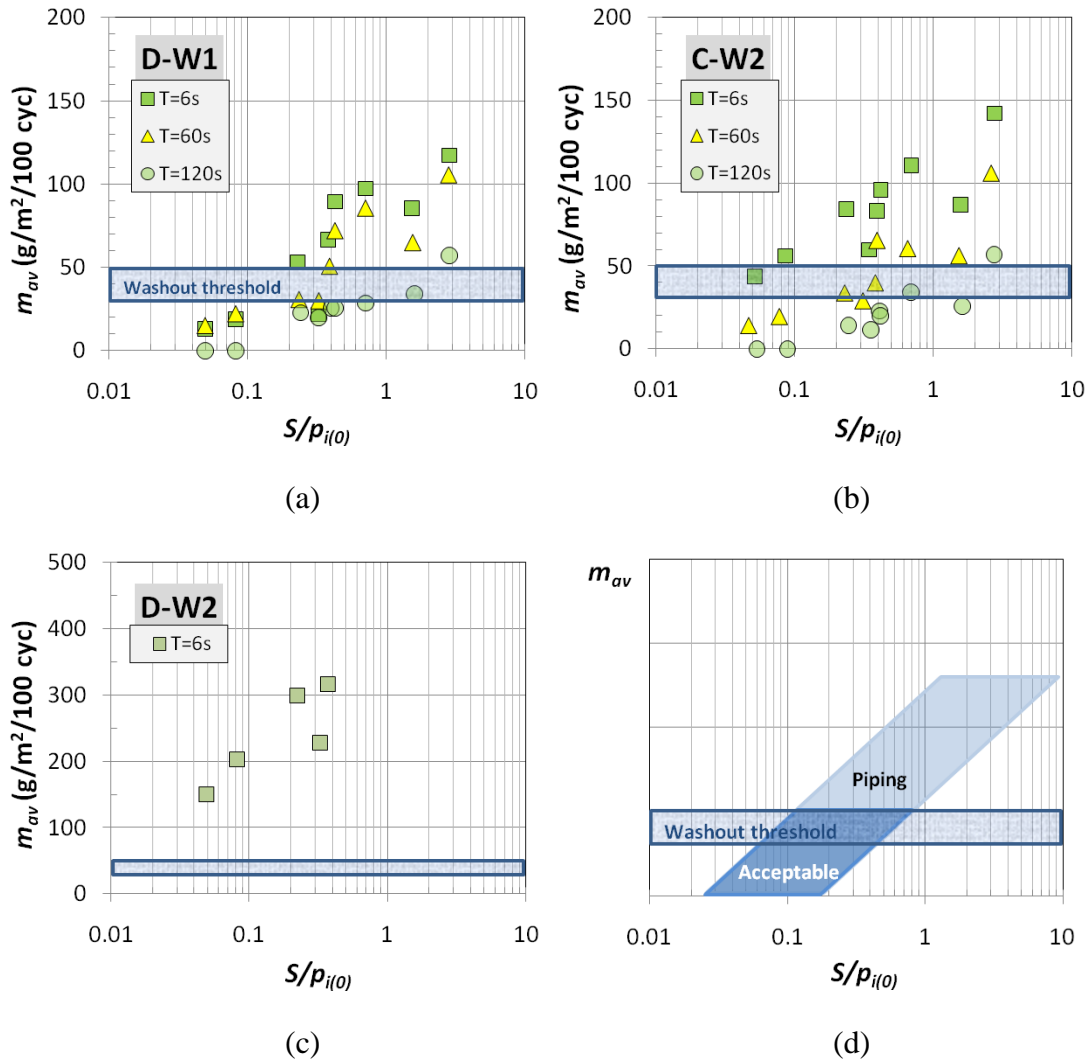 200
150
100
50
0
m_av (g/m²/100 cyc)
D-W1
T=6s
T=60s
T=120s
Washout threshold
0.01 0.1 1 10
S/p_i(0)
(a)
200
150
100
50
0
m_av (g/m²/100 cyc)
C-W2
T=6s
T=60s
T=120s
0.01 0.1 1 10
S/p_i(0)
(b)
500
400
300
200
100
0
m_av (g/m²/100 cyc)
D-W2
T=6s
0.01 0.1 1 10
S/p_i(0)
(c)
m_av
Piping
Washout threshold
Acceptable
0.01 0.1 1 10
S/p_i(0)
(d)